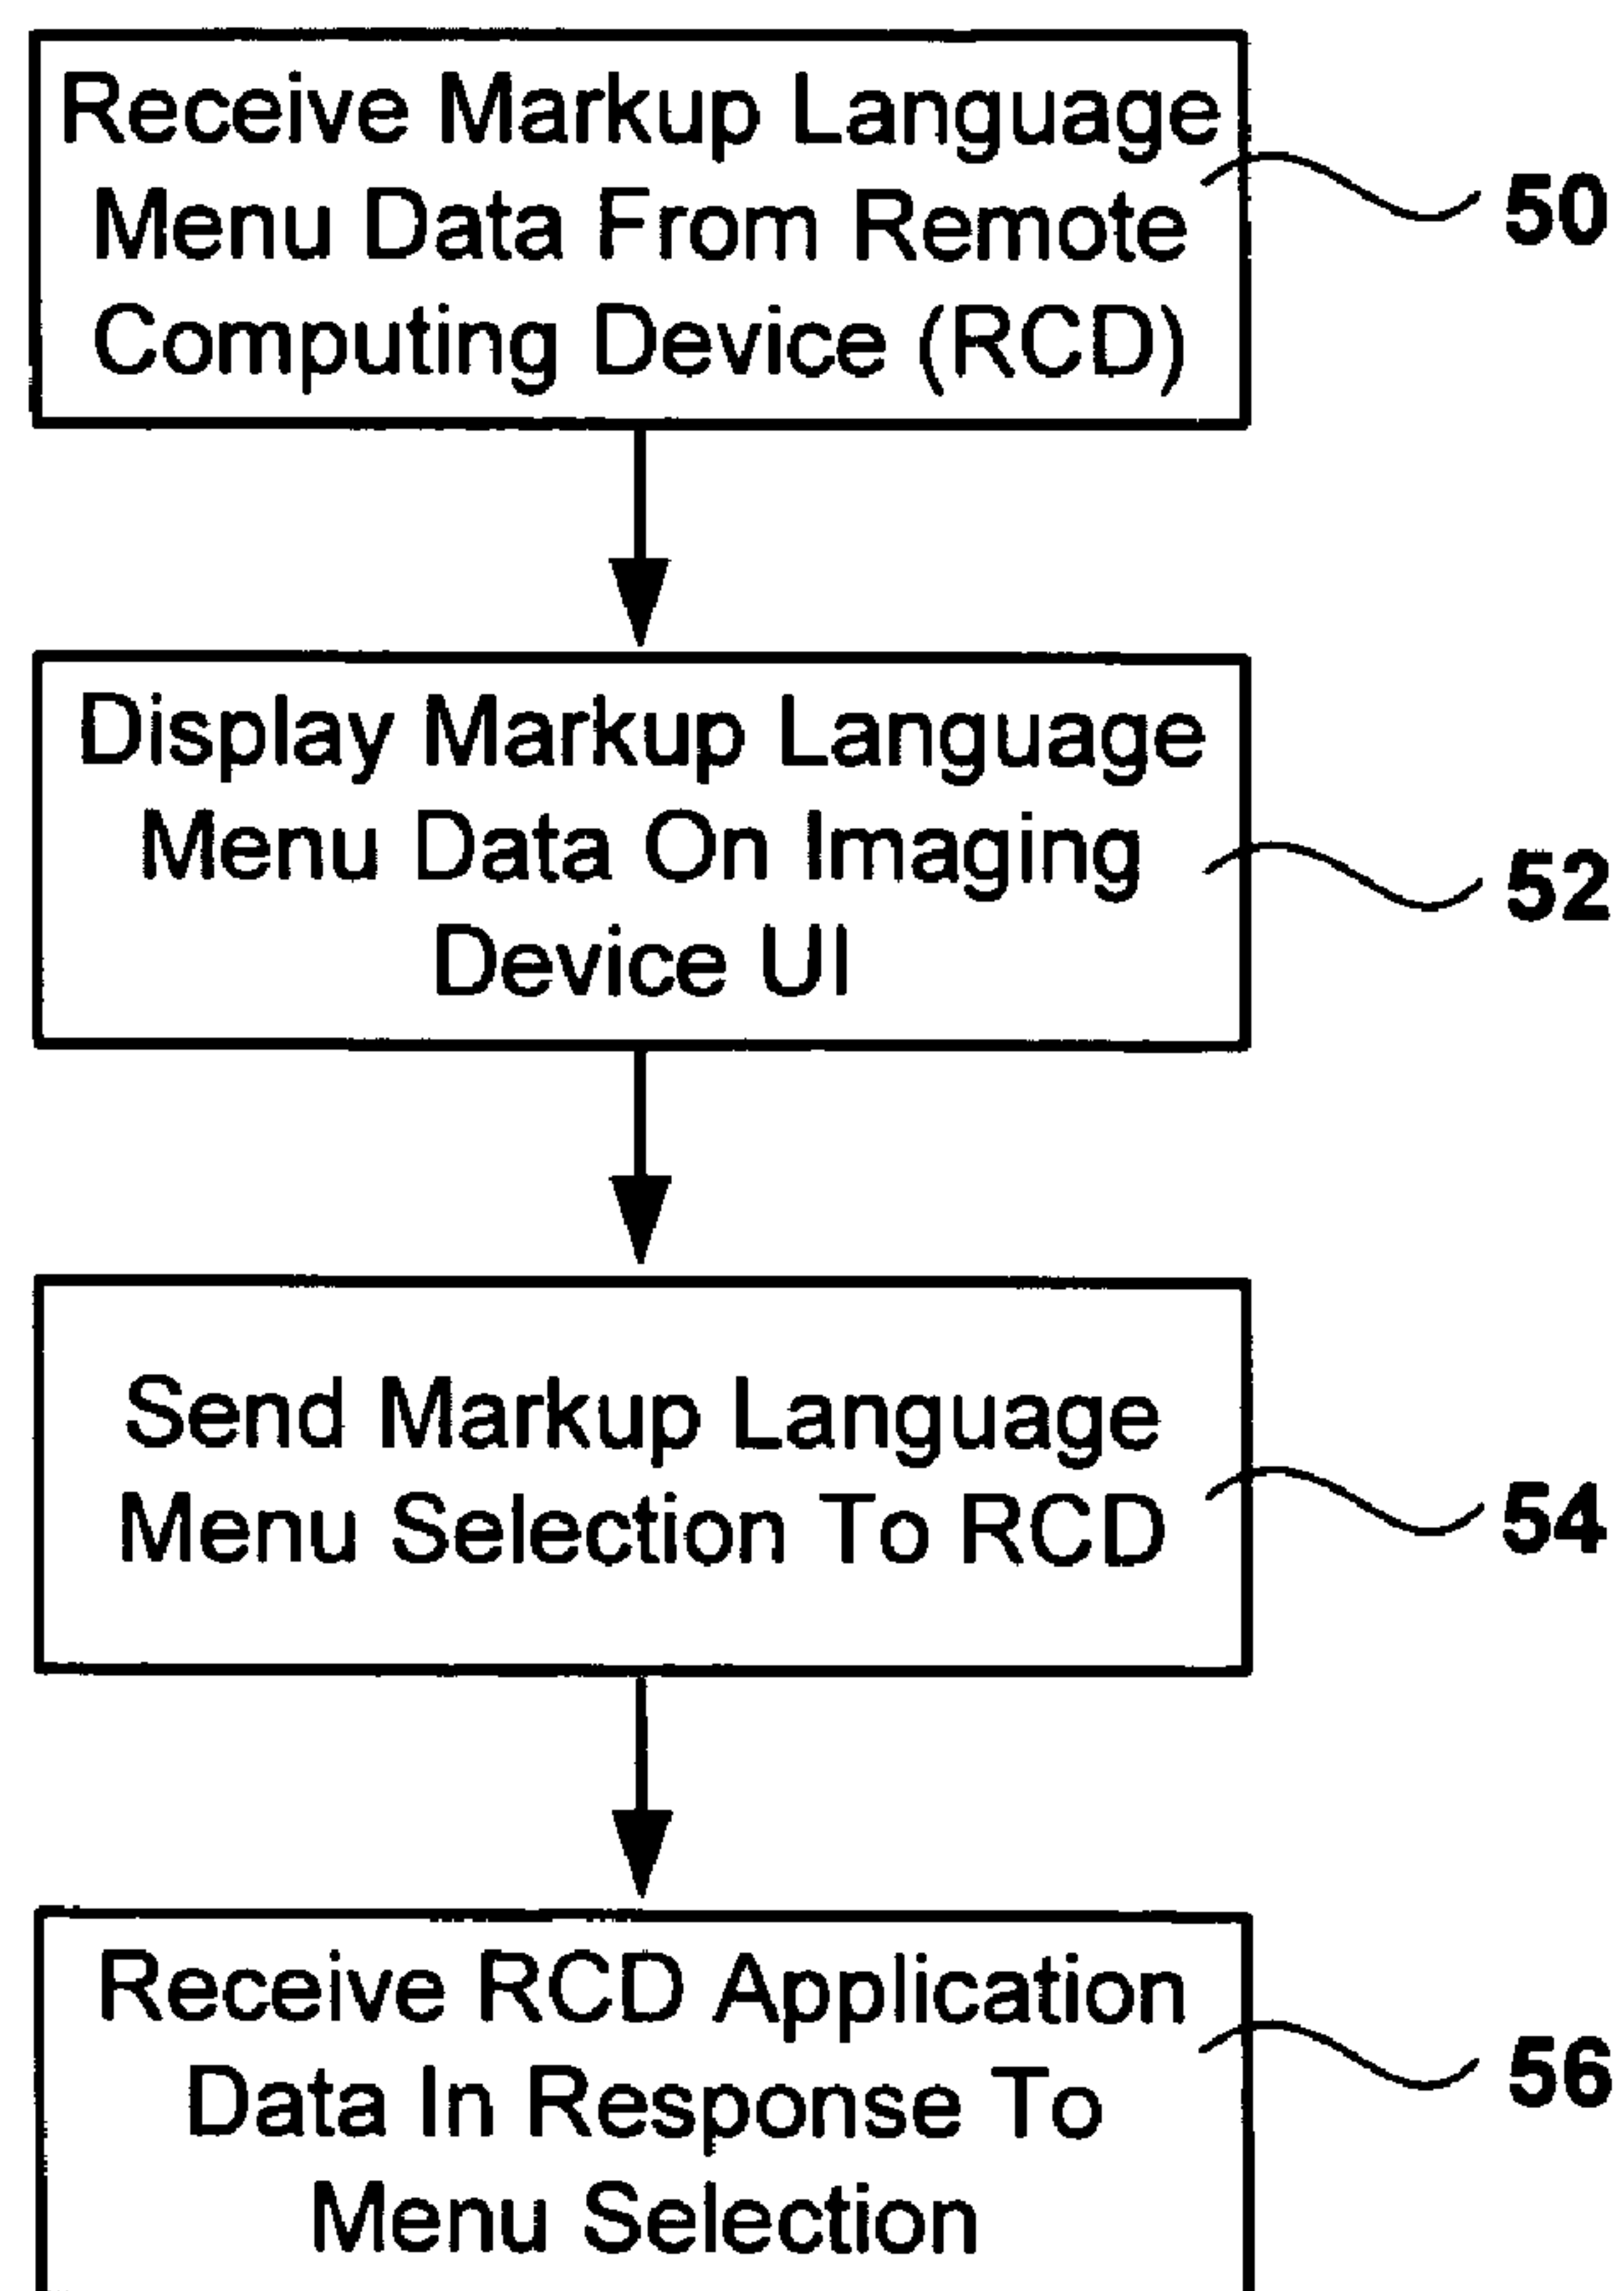 Receive Markup Language
Menu Data From Remote
Computing Device (RCD)
50
Display Markup Language
Menu Data On Imaging
Device UI
52
Send Markup Language
Menu Selection To RCD
54
Receive RCD Application
Data In Response To
Menu Selection
56